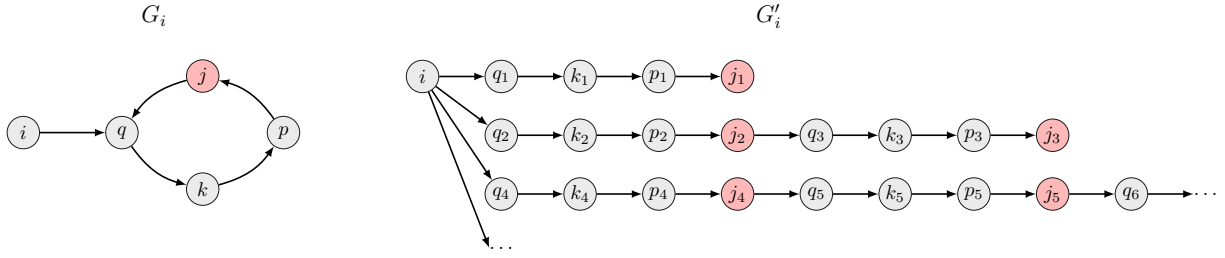 G_i G'_i
j
i q p
k
i q_1 k_1 p_1 j_1
q_2 k_2 p_2 j_2 q_3 k_3 p_3 j_3
q_4 k_4 p_4 j_4 q_5 k_5 p_5 j_5 q_6 ...
...